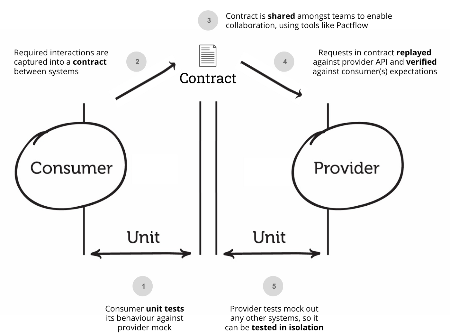 3
Contract is shared amongst teams to enable
collaboration, using tools like Pactflow
Required interactions are
captured into a contract
between systems
2
Contract
4
Requests in contract replayed
against provider API and verified
against consumer(s) expectations
Consumer
Provider
Unit
Unit
1
Consumer unit tests
its behaviour against
provider mock
5
Provider tests mock out
any other systems, so it
can be tested in isolation